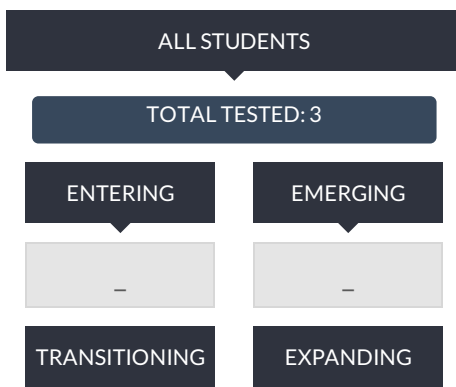 ALL STUDENTS
TOTAL TESTED: 3
ENTERING EMERGING
– –
TRANSITIONING EXPANDING